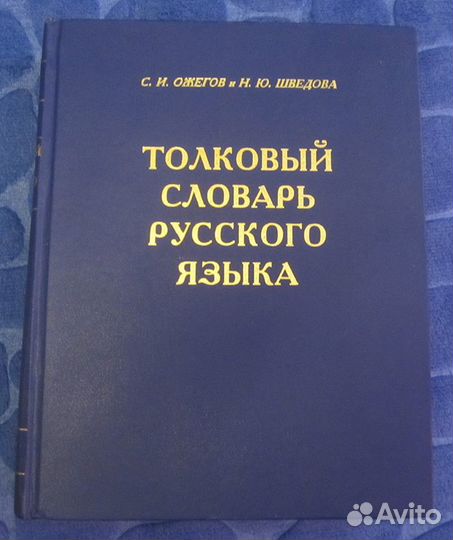 С. И. ОЖЕГОВ и Н. Ю. ШВЕДОВА
ТОЛКОВЫЙ
СЛОВАРЬ
РУССКОГО
ЯЗЫКА
Avito